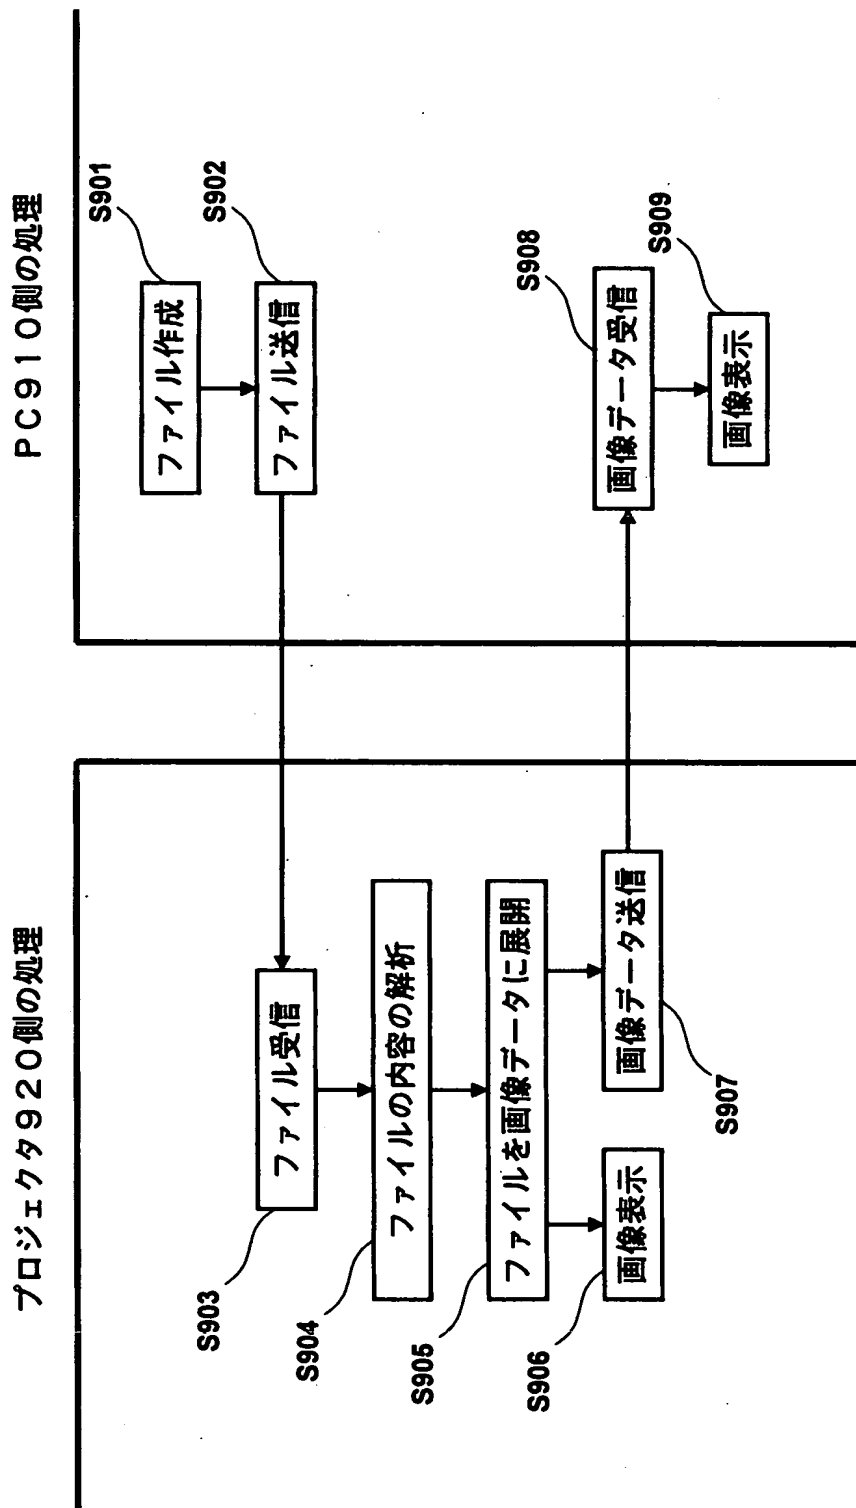 プロジェクタ920側の処理
ファイル受信
S903
ファイルの内容の解析
S904
ファイルを画像データに展開
S905
画像表示
S906
画像データ送信
S907
PC910側の処理
ファイル作成
S901
ファイル送信
S902
画像データ受信
S908
画像表示
S909